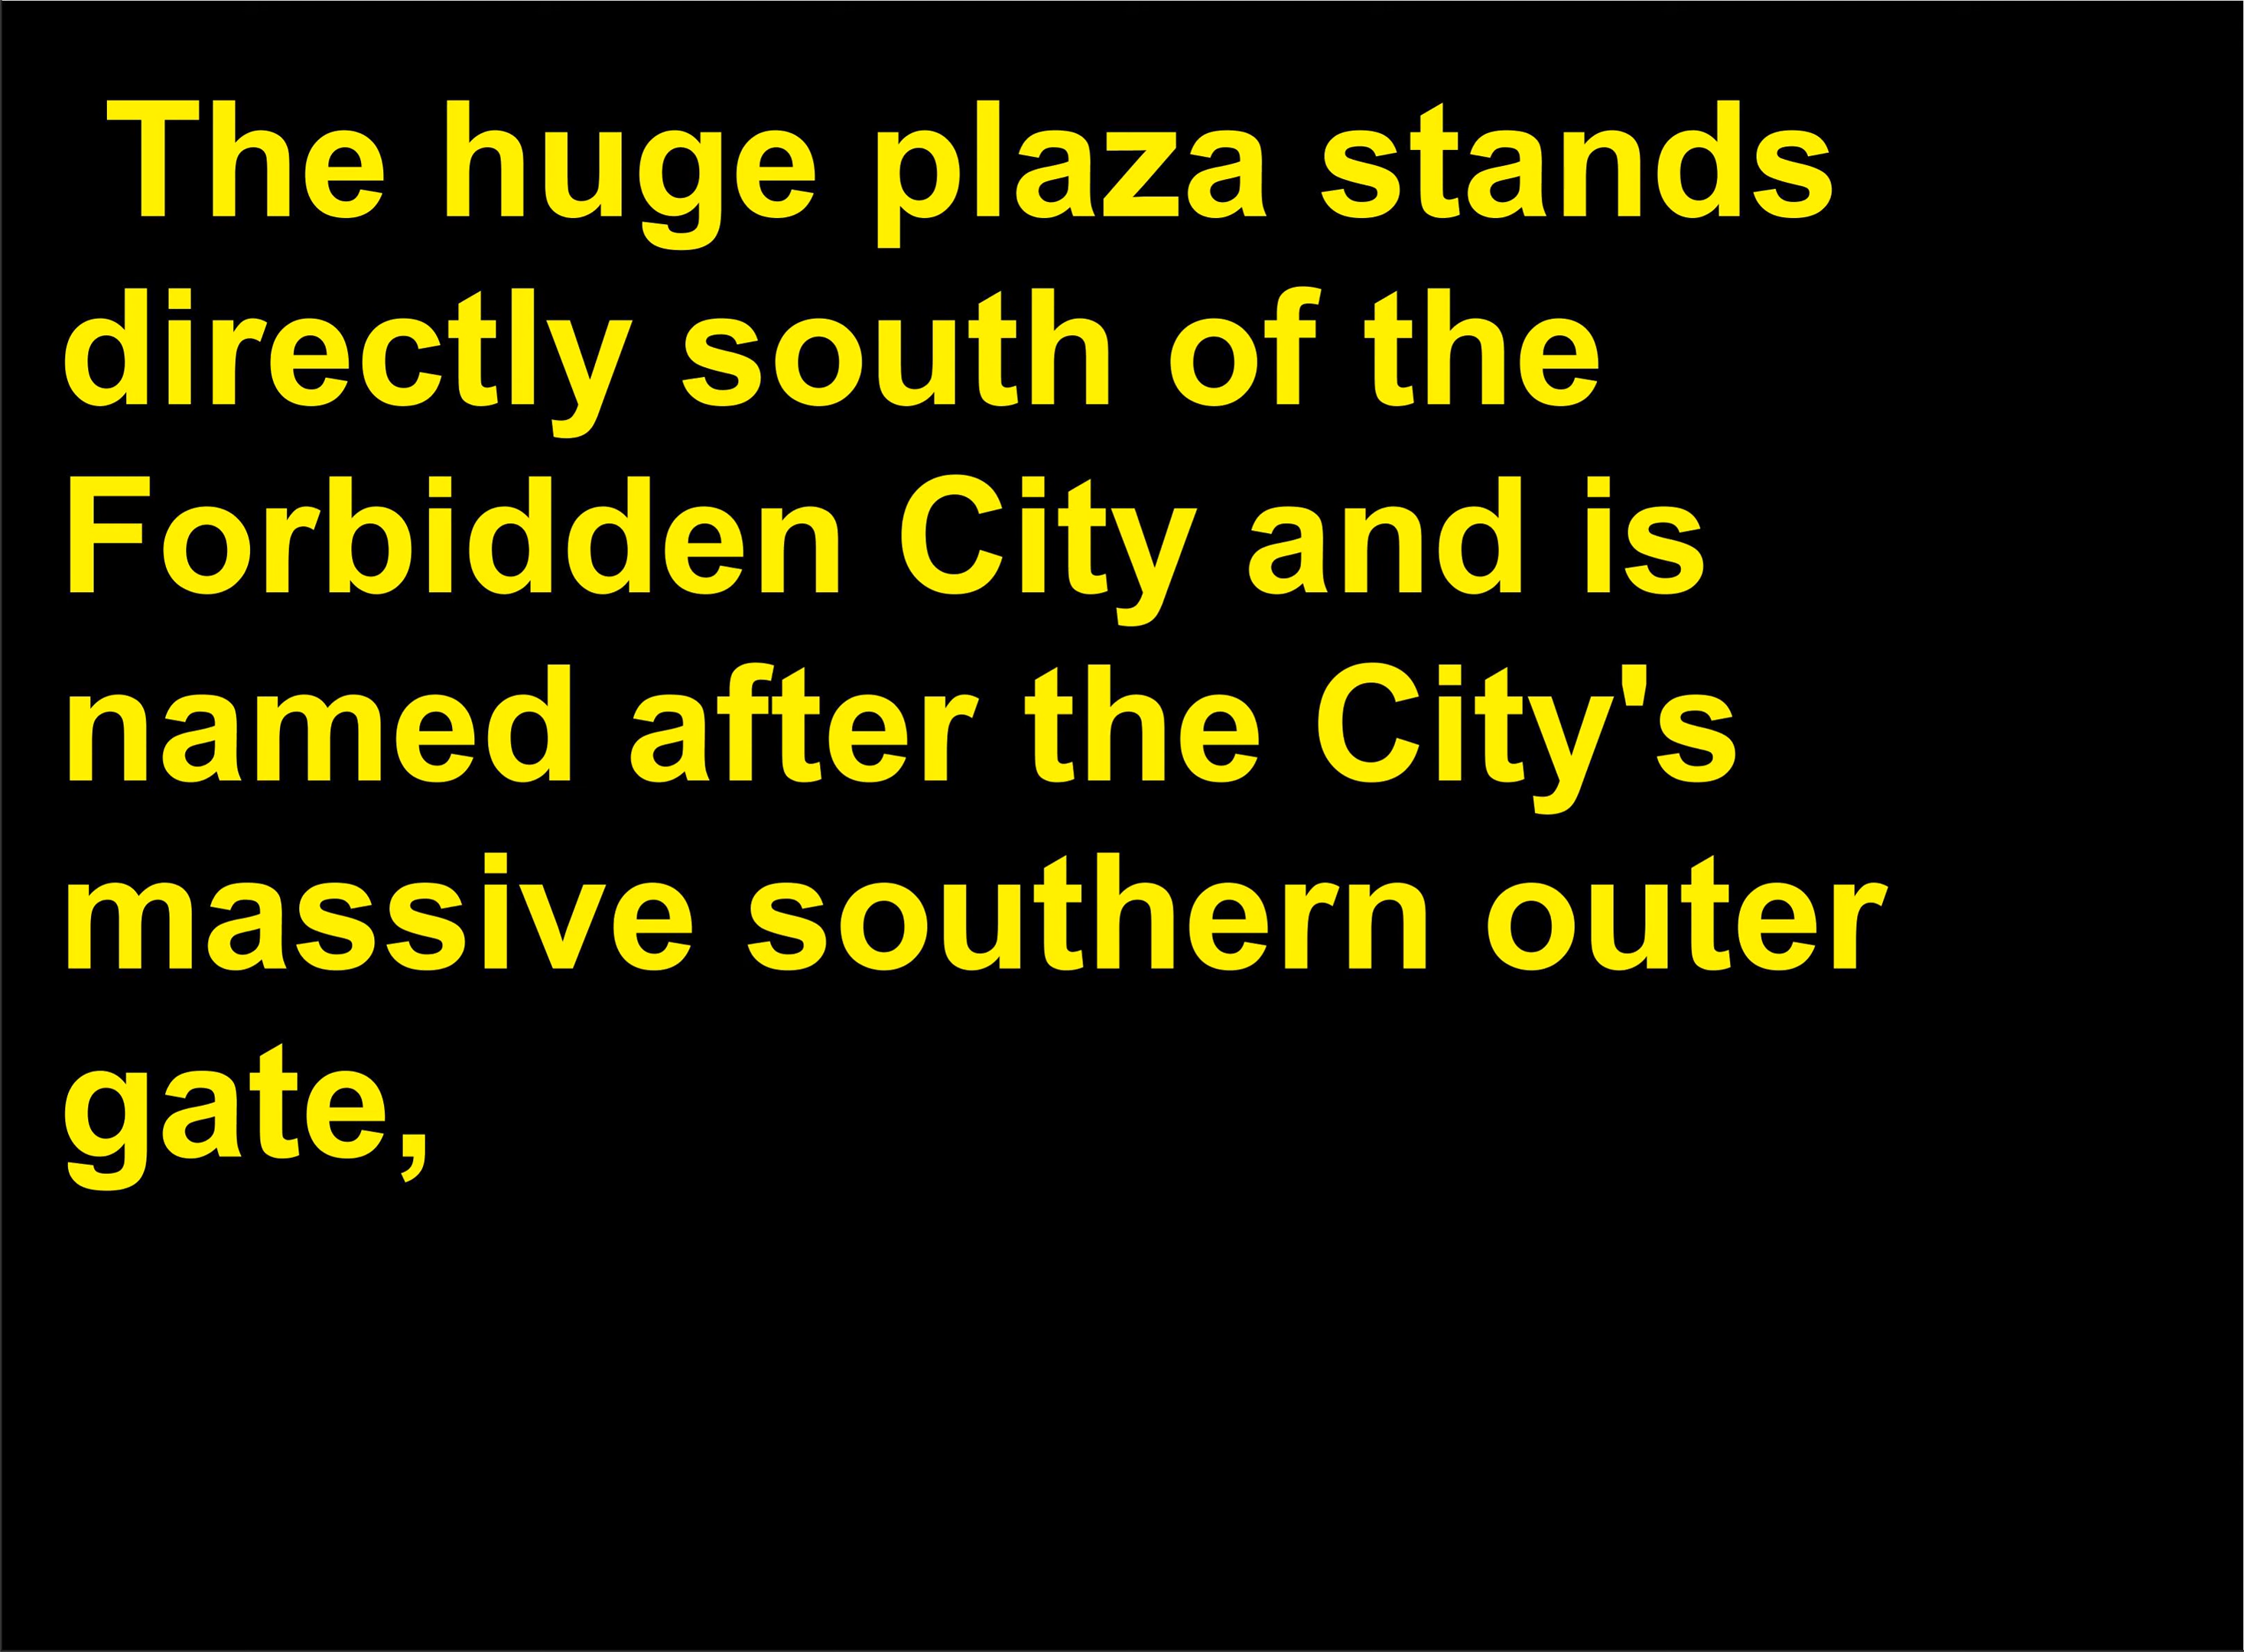 The huge plaza stands
directly south of the
Forbidden City and is
named after the City's
massive southern outer
gate,